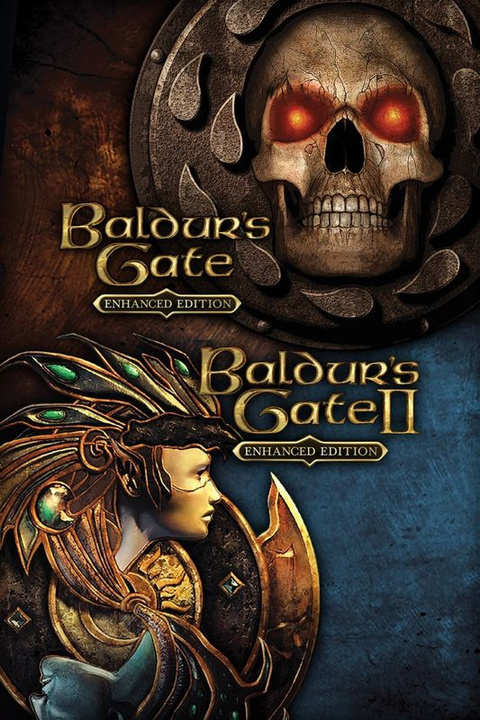 Baldur's
Gate
ENHANCED EDITION
Baldur's
Gate II
ENHANCED EDITION